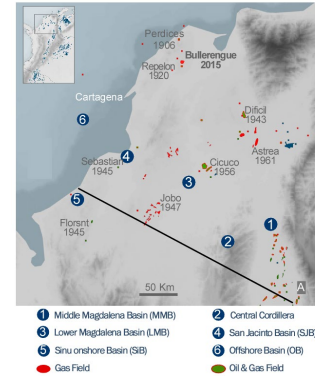 Perdices
1906
Bullerengue
2015
Repelon
1920
Cartagena
Dificil
1943
6
Sebastian
1945
4
Astrea
1961
Cicuco
1956
3
5
Jobo
1947
Florsnt
1945
2
1
50 Km
A
1 Middle Magdalena Basin (MMB)
2 Central Cordillera
3 Lower Magdalena Basin (LMB)
4 San Jacinto Basin (SJB)
5 Sinu onshore Basin (SiB)
6 Offshore Basin (OB)
Gas Field
Oil & Gas Field